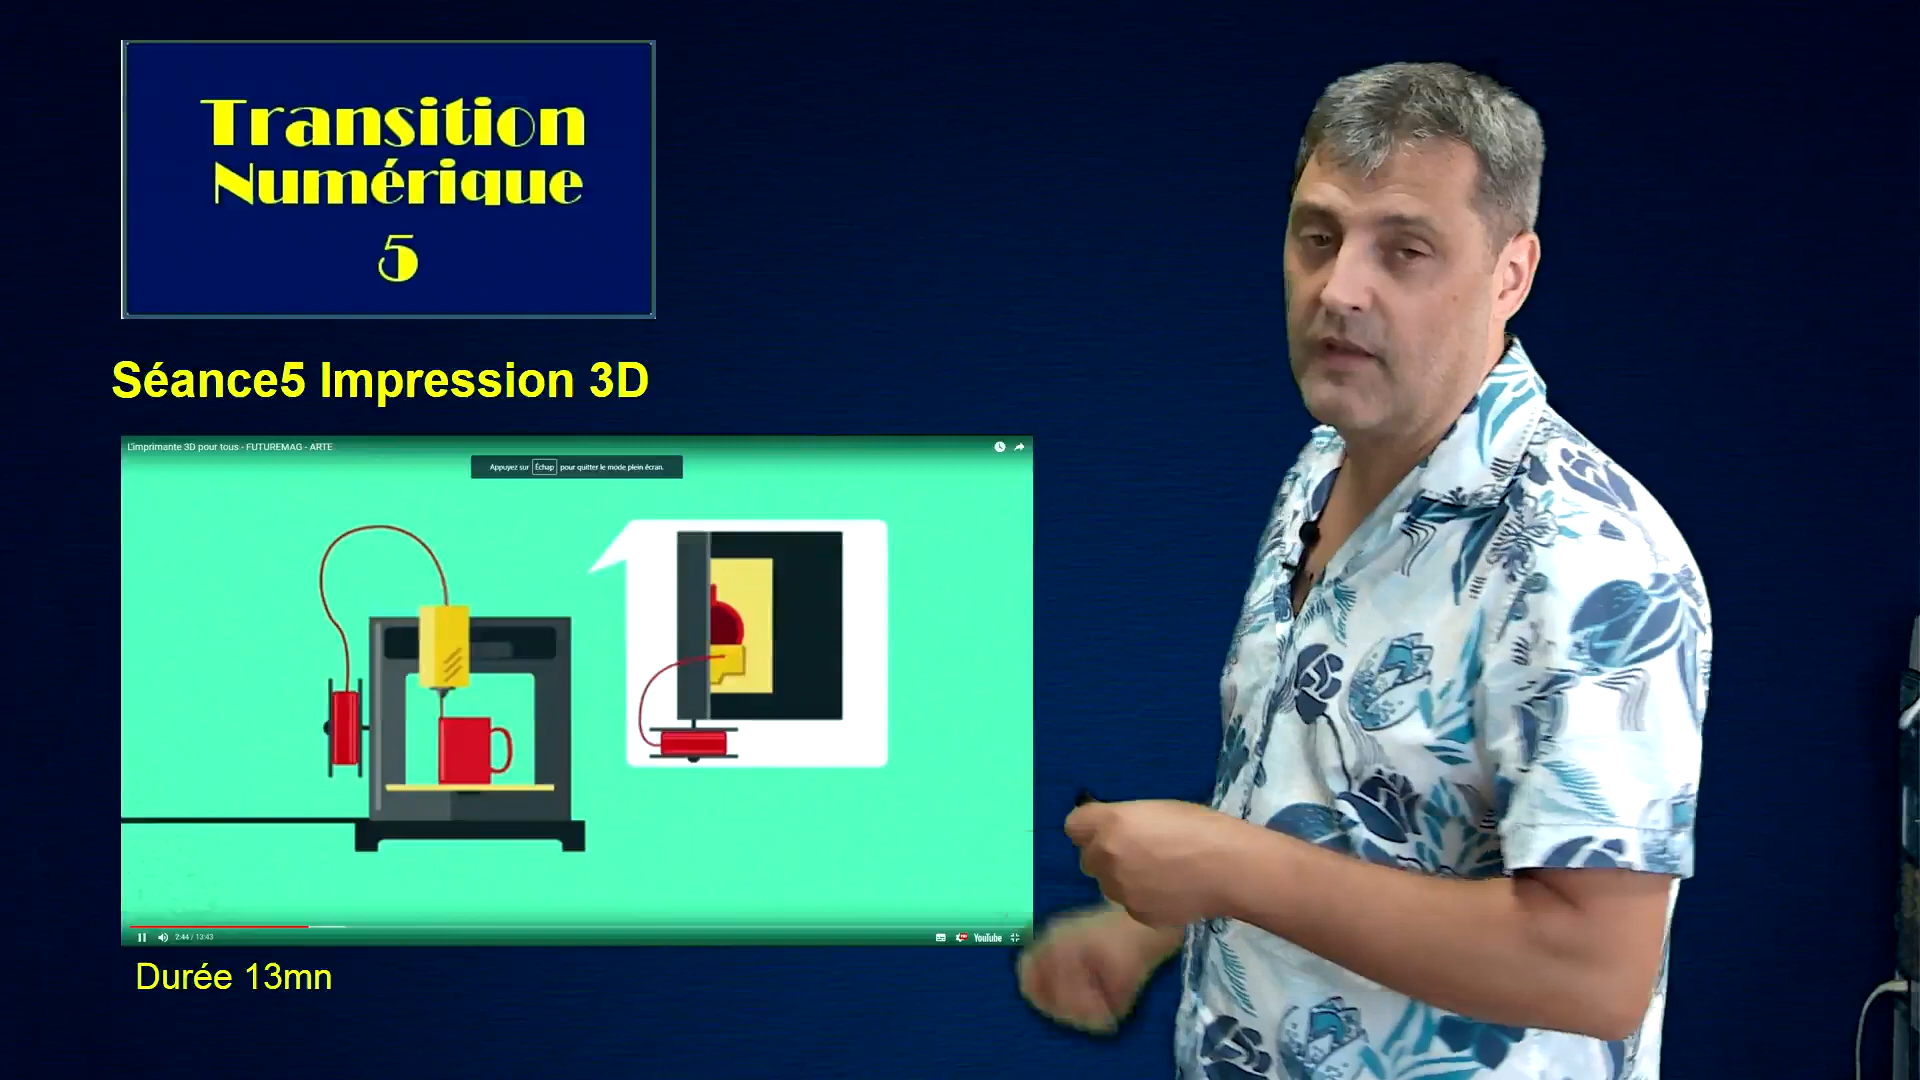 Transition
Numérique
5
Séance5 Impression 3D
L'imprimante 3D pour tous - FUTUREMAG - ARTE
Appuyez sur Échap pour quitter le mode plein écran.
2:44 / 13:43
YouTube
Durée 13mn